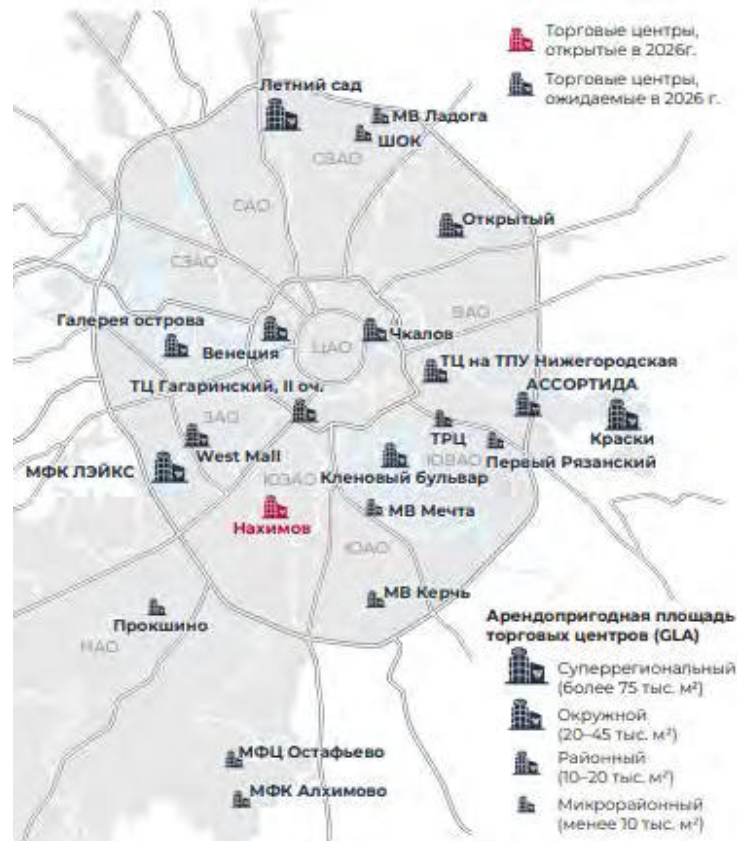 Торговые центры,
открытые в 2026г.
Торговые центры,
ожидаемые в 2026 г.
Летний сад
МВ Ладога
ШОК
СЗАО
САО
Открытый
СЗАО
ВАО
Галерея острова
Венеция
ЦАО
Чкалов
ТЦ на ТПУ Нижегородская
ТЦ Гагаринский, II оч.
АССОРТИДА
ЗАО
ТРЦ
Краски
West Mall
ЮВАО
Первый Рязанский
МФК ЛЭЙКС
ЮЗАО
Кленовый бульвар
Нахимов
МВ Мечта
ЮАО
МВ Керчь
Прокшино
НАО
Арендопригодная площадь
торговых центров (GLA)
Суперрегиональный
(более 75 тыс. м²)
Окружной
(20–45 тыс. м²)
Районный
(10–20 тыс. м²)
Микрорайонный
(менее 10 тыс. м²)
МФЦ Остафьево
МФК Алхимово